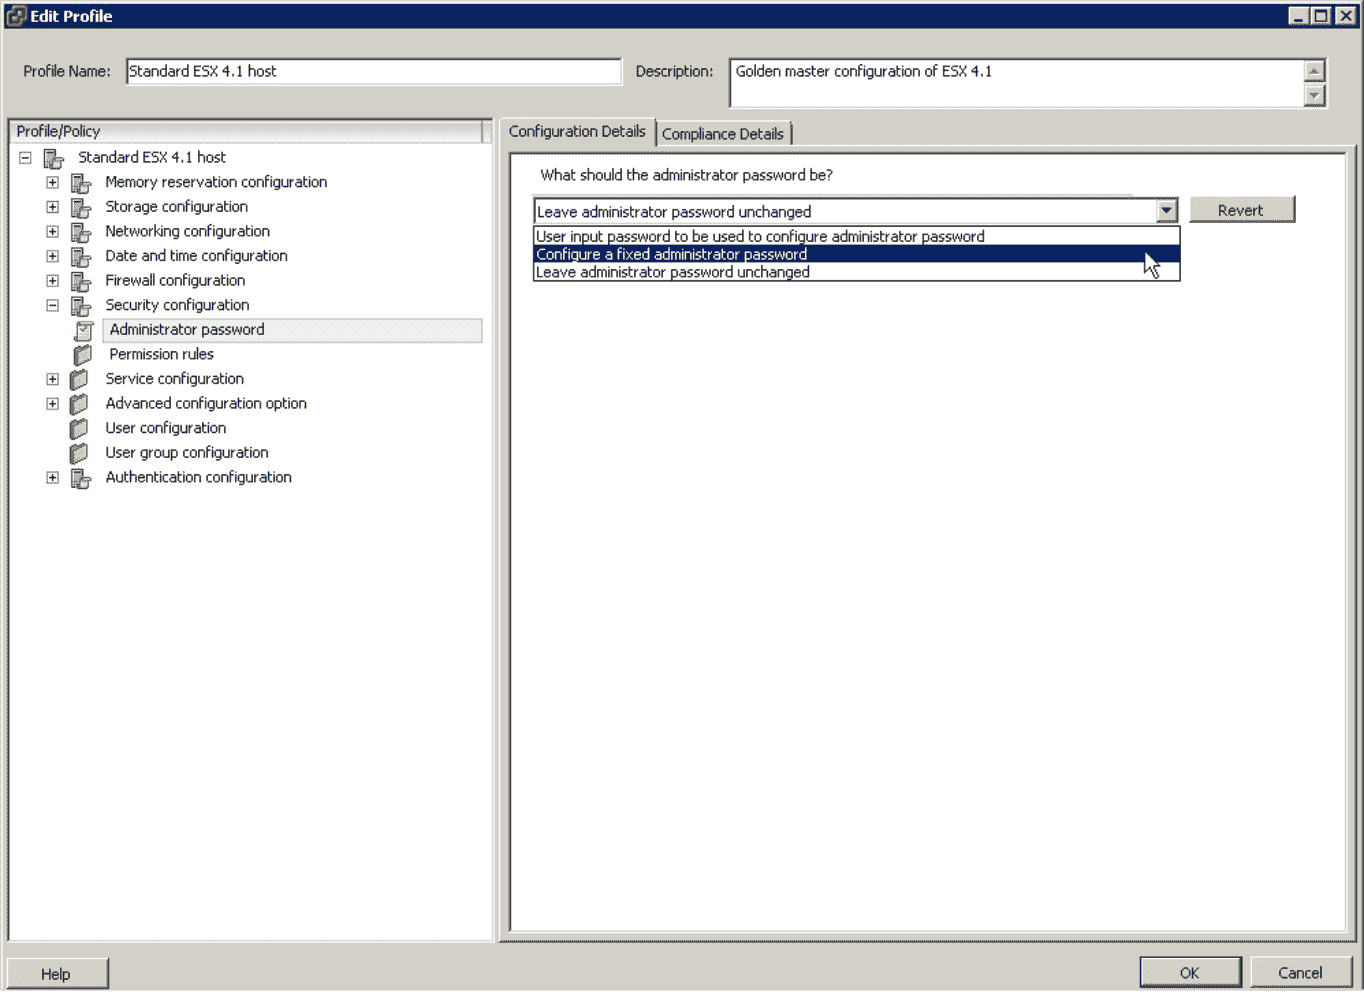 Edit Profile
Profile Name: Standard ESX 4.1 host Description: Golden master configuration of ESX 4.1
Profile/Policy
Standard ESX 4.1 host
Memory reservation configuration
Storage configuration
Networking configuration
Date and time configuration
Firewall configuration
Security configuration
Administrator password
Permission rules
Service configuration
Advanced configuration option
User configuration
User group configuration
Authentication configuration
Configuration Details Compliance Details
What should the administrator password be?
Leave administrator password unchanged Revert
User input password to be used to configure administrator password
Configure a fixed administrator password
Leave administrator password unchanged
Help OK Cancel